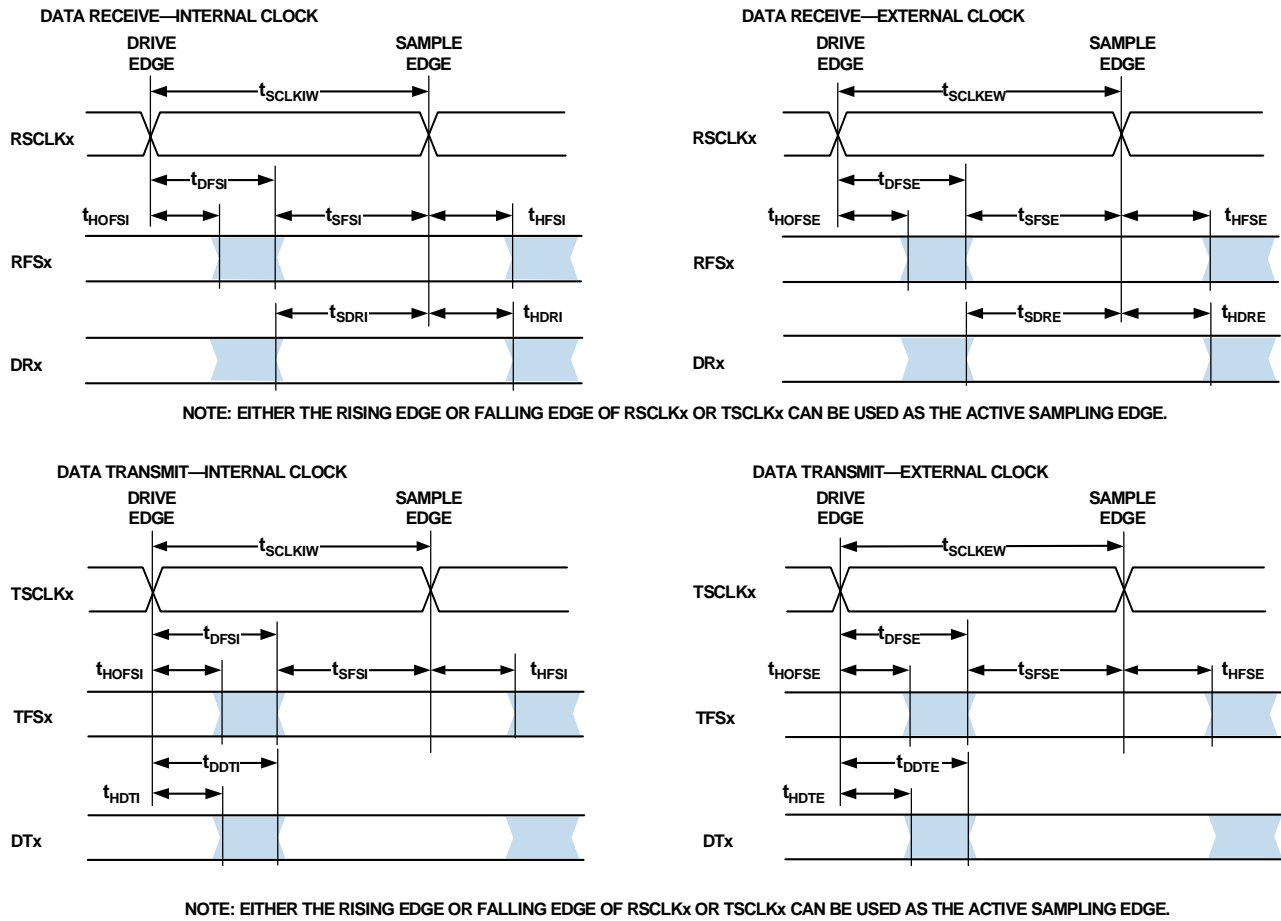 DATA RECEIVE—INTERNAL CLOCK
DRIVE
EDGE
SAMPLE
EDGE
tSCLKIW
RSCLKx
tDFSI
tHOFSI
tSFSI
tHFSI
RFSx
tSDRI
tHDRI
DRx
DATA RECEIVE—EXTERNAL CLOCK
DRIVE
EDGE
SAMPLE
EDGE
tSCLKEW
RSCLKx
tDFSE
tHOFSE
tSFSE
tHFSE
RFSx
tSDRE
tHDRE
DRx
NOTE: EITHER THE RISING EDGE OR FALLING EDGE OF RSCLKx OR TSCLKx CAN BE USED AS THE ACTIVE SAMPLING EDGE.
DATA TRANSMIT—INTERNAL CLOCK
DRIVE
EDGE
SAMPLE
EDGE
tSCLKIW
TSCLKx
tDFSI
tHOFSI
tSFSI
tHFSI
TFSx
tDDTI
tHDTI
DTx
DATA TRANSMIT—EXTERNAL CLOCK
DRIVE
EDGE
SAMPLE
EDGE
tSCLKEW
TSCLKx
tDFSE
tHOFSE
tSFSE
tHFSE
TFSx
tDDTE
tHDTE
DTx
NOTE: EITHER THE RISING EDGE OR FALLING EDGE OF RSCLKx OR TSCLKx CAN BE USED AS THE ACTIVE SAMPLING EDGE.